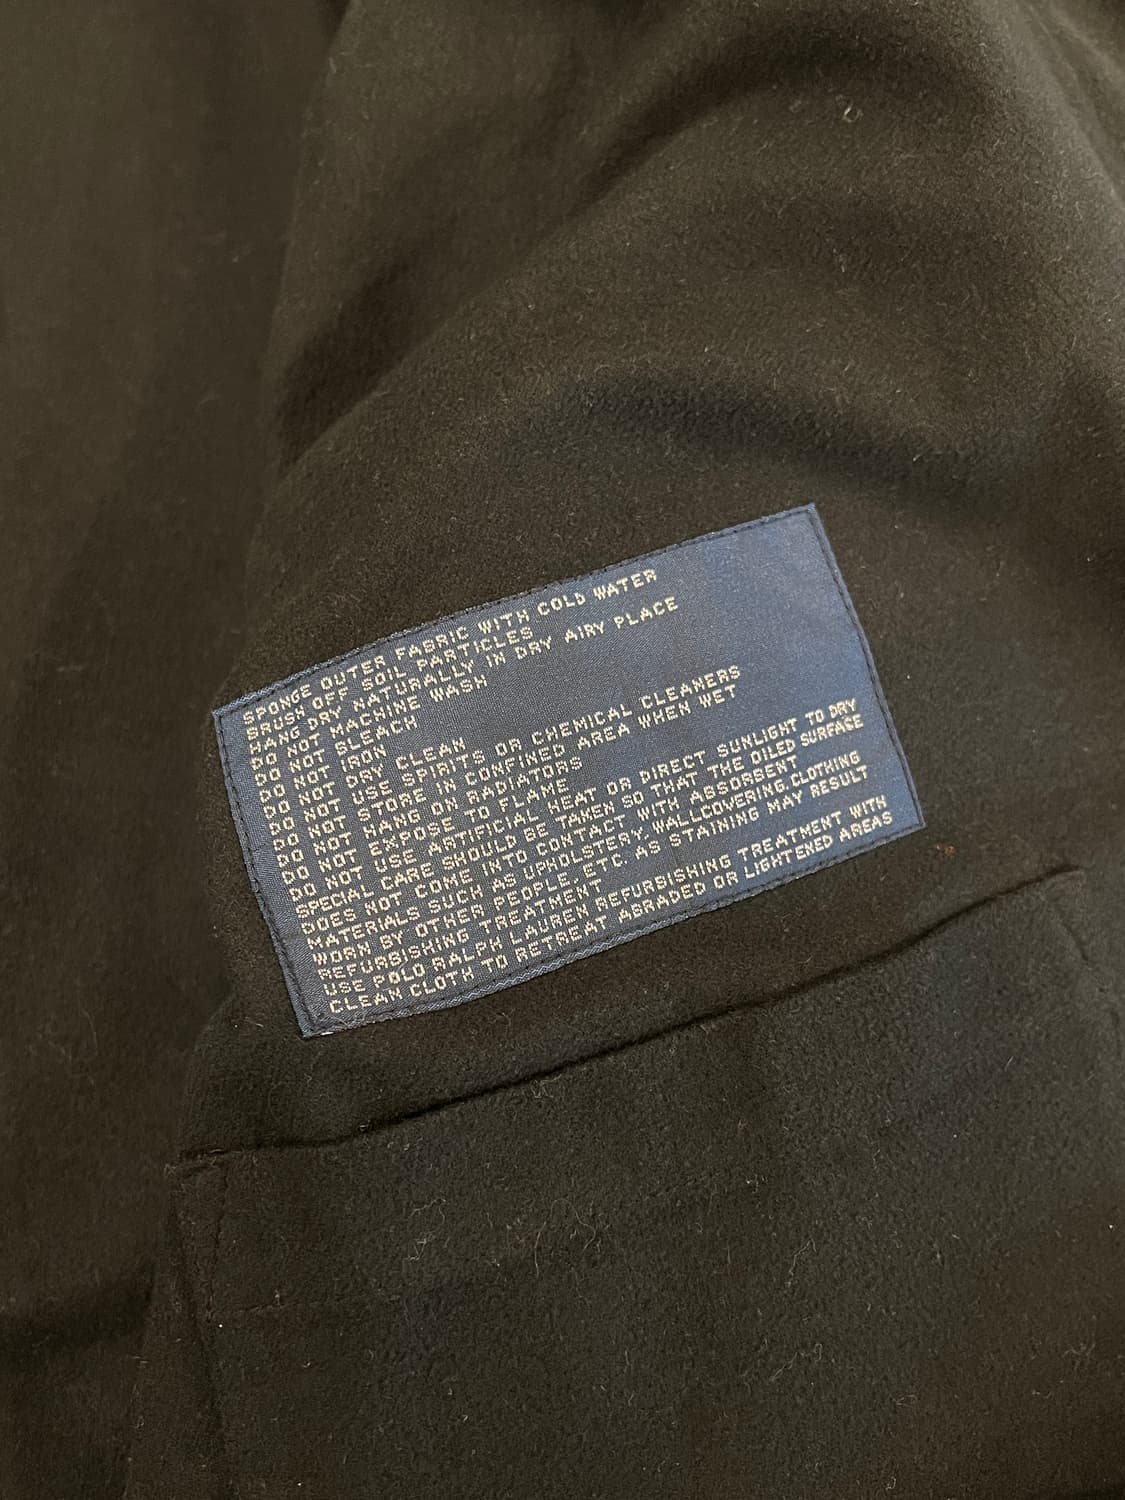 SPONGE OUTER FABRIC WITH COLD WATER
BRUSH OFF SOIL PARTICLES
HANG DRY NATURALLY IN DRY AIRY PLACE
DO NOT MACHINE WASH
DO NOT BLEACH
DO NOT IRON
DO NOT DRY CLEAN
DO NOT USE SPIRITS OR CHEMICAL CLEANERS
DO NOT STORE IN CONFINED AREA WHEN WET
DO NOT HANG ON RADIATORS
DO NOT EXPOSE TO FLAME
DO NOT USE ARTIFICIAL HEAT OR DIRECT SUNLIGHT TO DRY
SPECIAL CARE SHOULD BE TAKEN SO THAT THE OILED SURFACE
DOES NOT COME INTO CONTACT WITH ABSORBENT
MATERIALS SUCH AS UPHOLSTERY, WALLCOVERING, CLOTHING
WORN BY OTHER PEOPLE, ETC. AS STAINING MAY RESULT
REFURBISHING TREATMENT
USE POLO RALPH LAUREN REFURBISHING TREATMENT WITH
CLEAN CLOTH TO RETREAT ABRADED OR LIGHTENED AREAS